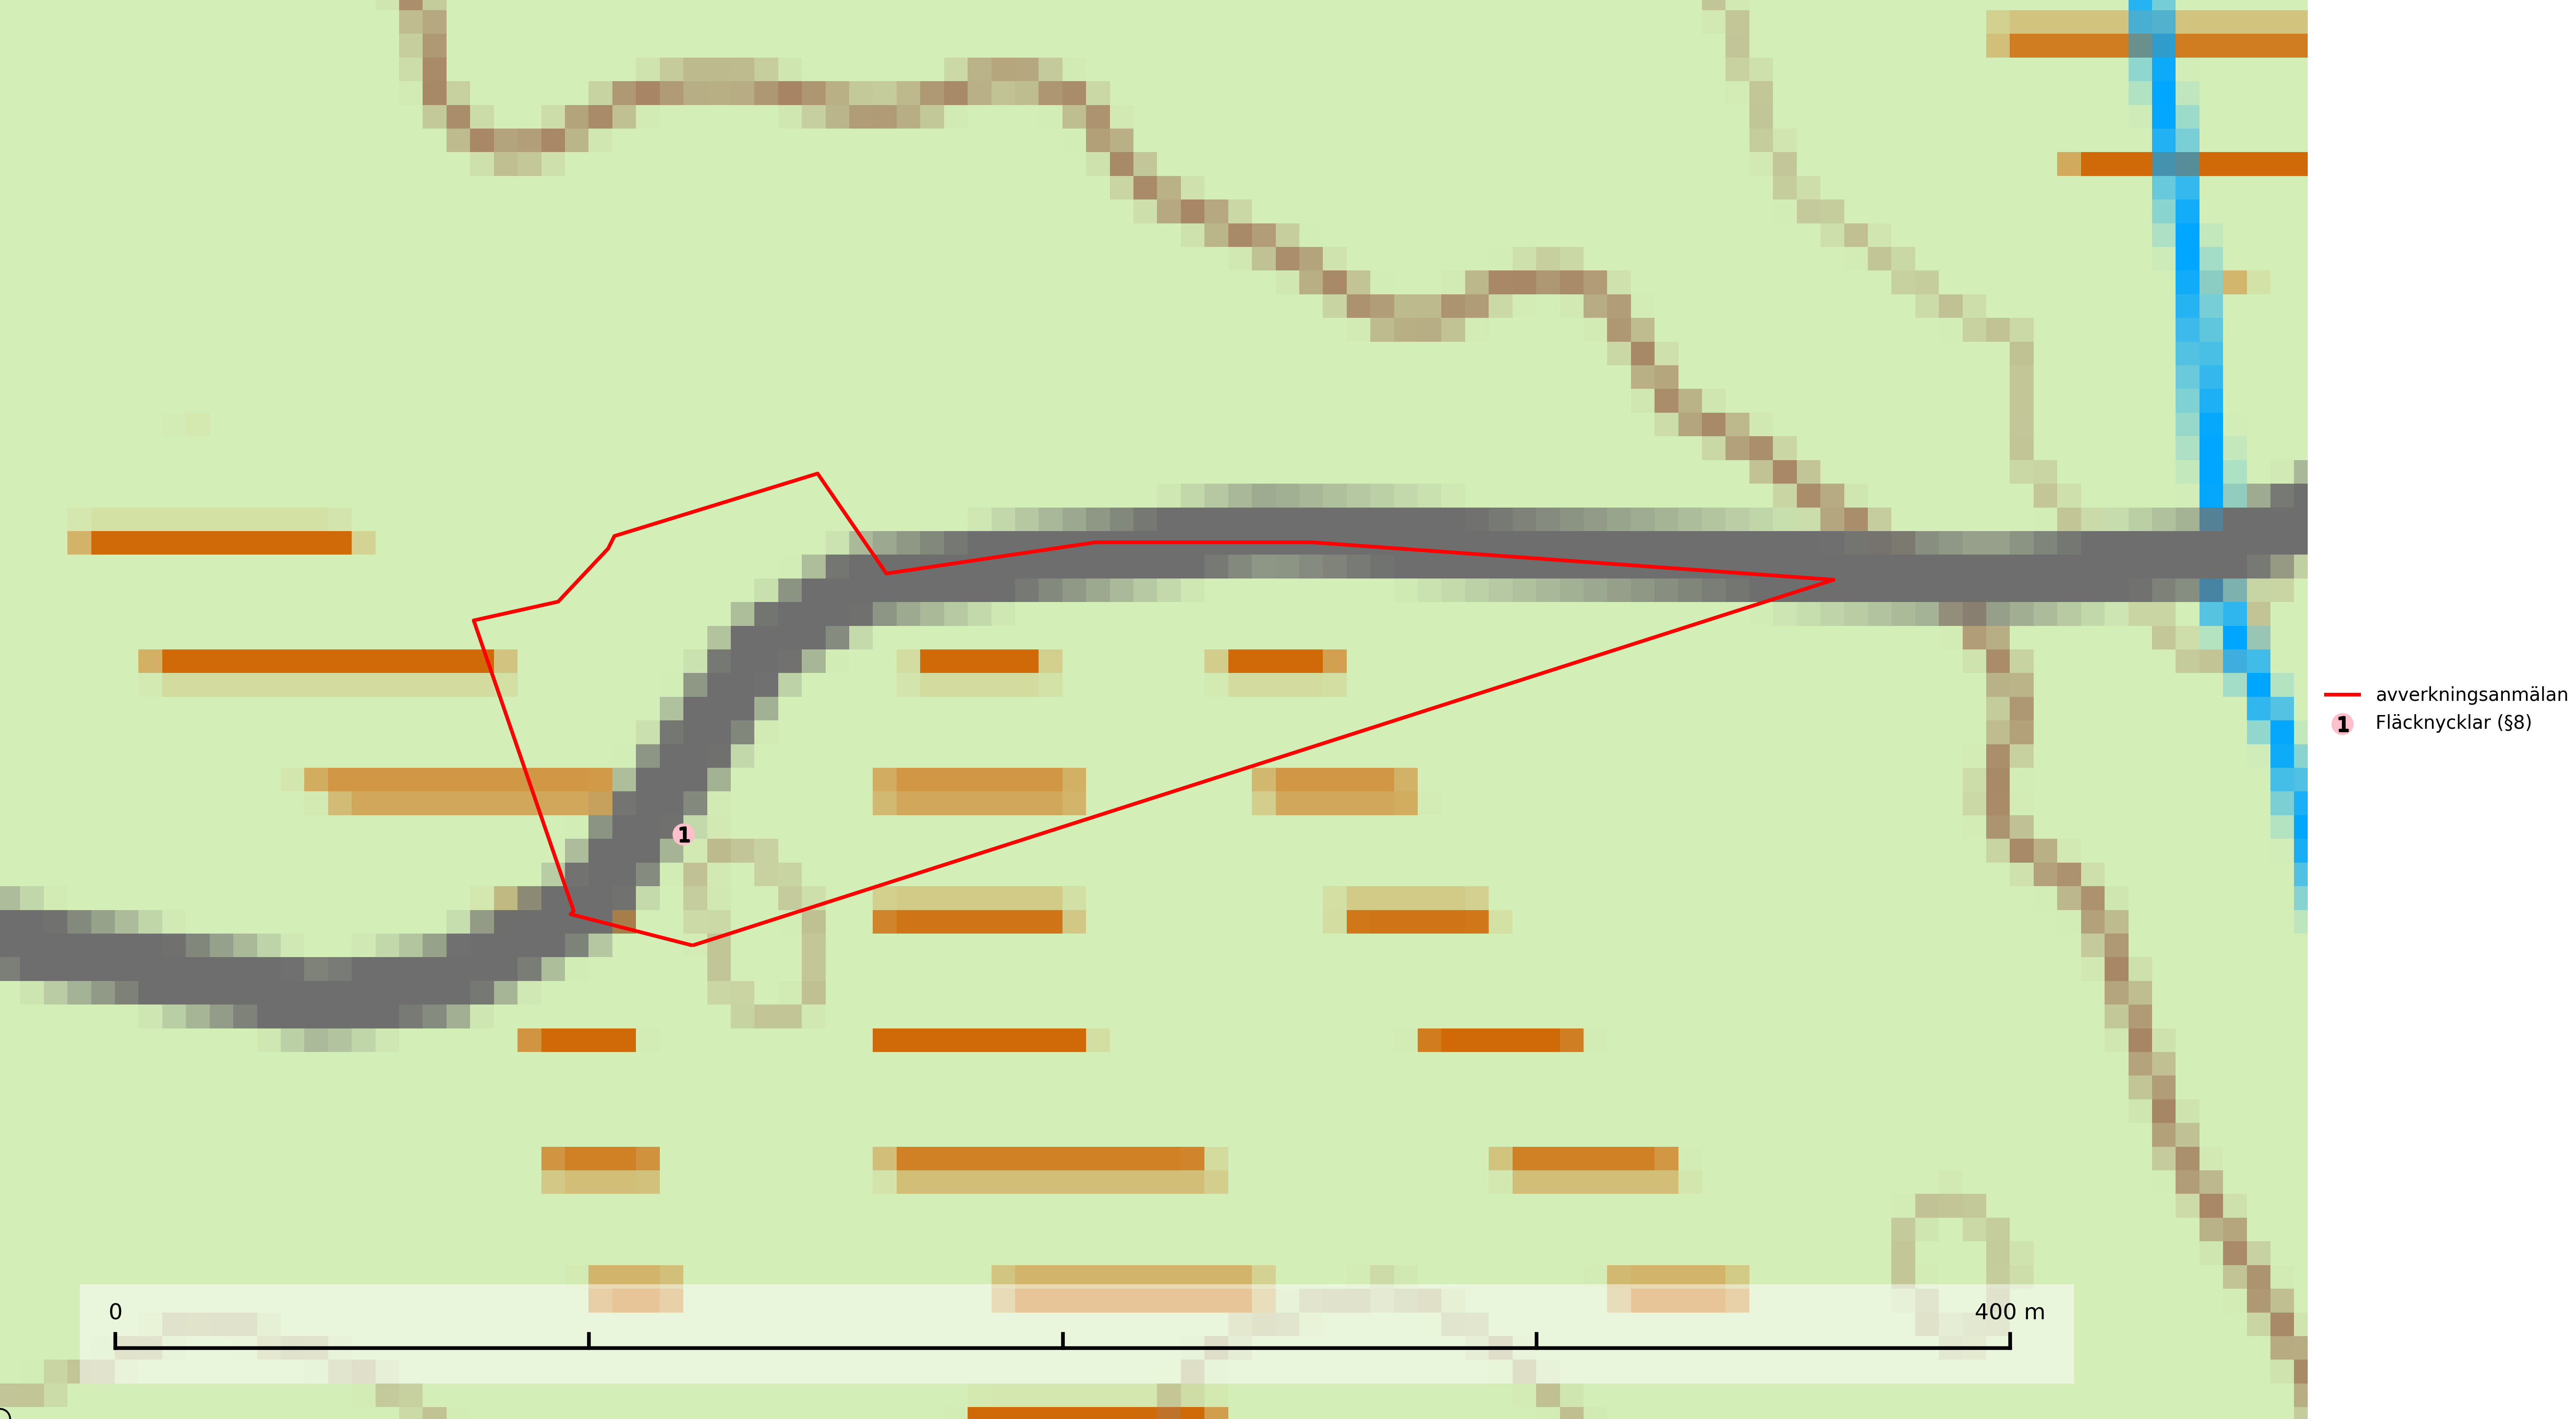 avverkningsanmälan
1 Fläcknycklar (§8)
1
0 400 m